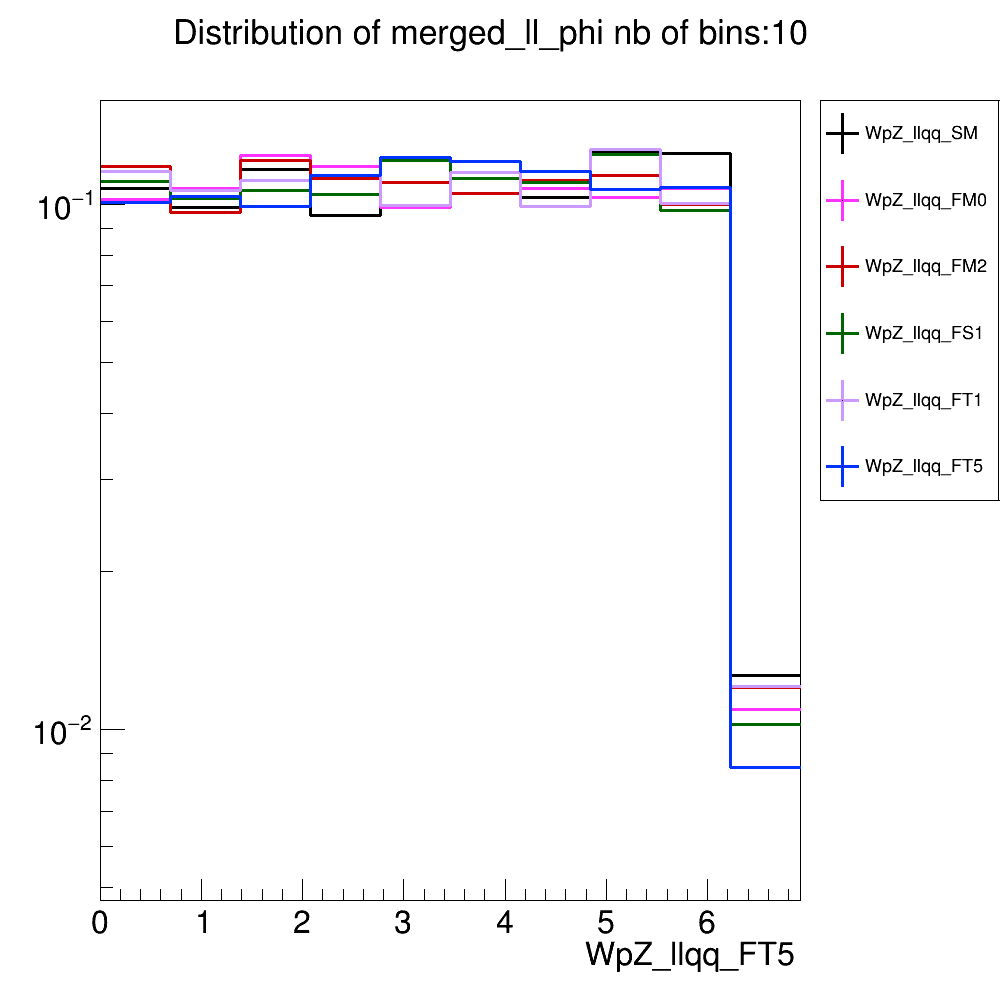 Distribution of merged_ll_phi nb of bins:10
10−1
10−2
0 1 2 3 4 5 6
WpZ_llqq_FT5
WpZ_llqq_SM
WpZ_llqq_FM0
WpZ_llqq_FM2
WpZ_llqq_FS1
WpZ_llqq_FT1
WpZ_llqq_FT5